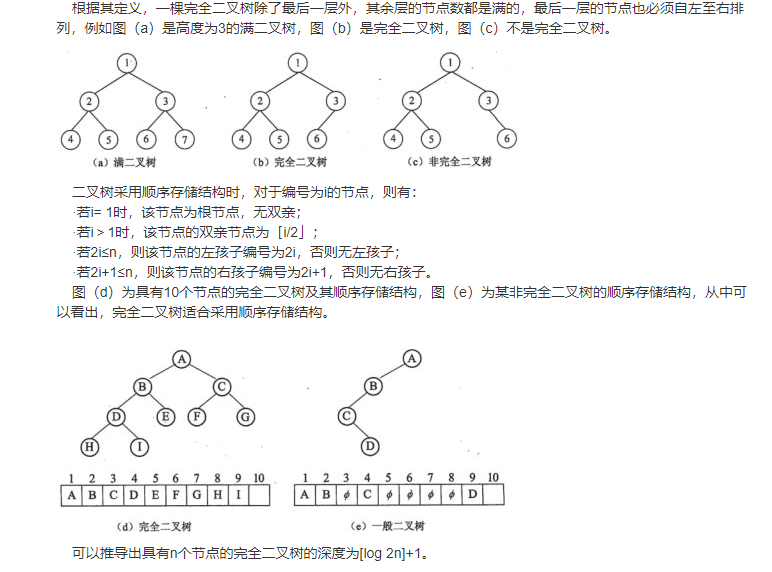 根据其定义，一棵完全二叉树除了最后一层外，其余层的节点数都是满的，最后一层的节点也必须自左至右排
列，例如图（a）是高度为3的满二叉树，图（b）是完全二叉树，图（c）不是完全二叉树。
1 1 1
2 3 2 3 2 3
4 5 6 7 4 5 6 4 5 6
（a）满二叉树 （b）完全二叉树 （c）非完全二叉树
二叉树采用顺序存储结构时，对于编号为i的节点，则有：
·若i= 1时，该节点为根节点，无双亲；
·若i＞1时，该节点的双亲节点为「i/2」；
·若2i≤n，则该节点的左孩子编号为2i，否则无左孩子；
·若2i+1≤n，则该节点的右孩子编号为2i+1，否则无右孩子。
图（d）为具有10个节点的完全二叉树及其顺序存储结构，图（e）为某非完全二叉树的顺序存储结构，从中可
以看出，完全二叉树适合采用顺序存储结构。
A A
B C B
D E F G C
H I D
1 2 3 4 5 6 7 8 9 10 1 2 3 4 5 6 7 8 9 10
A B C D E F G H I A B ∮ C ∮ ∮ ∮ ∮ D
（d）完全二叉树 （e）一般二叉树
可以推导出具有n个节点的完全二叉树的深度为[log 2n]+1。